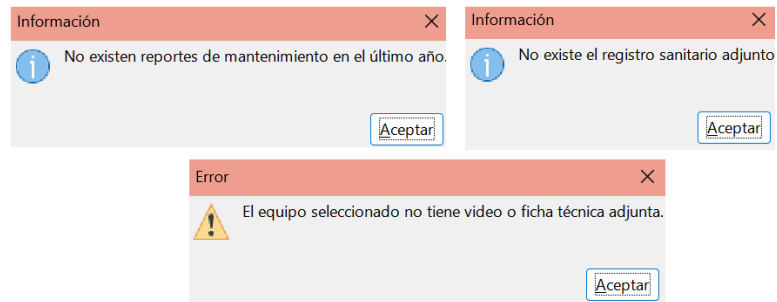 Información
No existen reportes de mantenimiento en el último año.
Aceptar
Información
No existe el registro sanitario adjunto
Aceptar
Error
El equipo seleccionado no tiene video o ficha técnica adjunta.
Aceptar